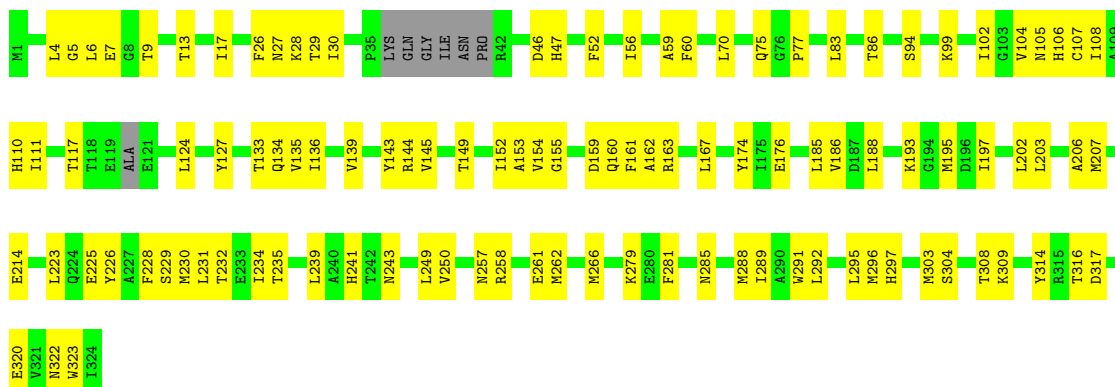 M1 L4 G5 L6 E7 G8 T9 T13 I17 F26 N27 K28 T29 I30 P35 LYS GLN GLY ILE ASN PRO R42 D46 H47 F52 I56 A59 F60 L70 Q75 G76 P77 L83 T86 S94 K99 I102 G103 V104 N105 H106 C107 I108 A109
H110 I111 T117 T118 E119 ALA E121 L124 Y127 T133 Q134 V135 I136 V139 Y143 R144 V145 T149 I152 A153 V154 G155 D159 Q160 F161 A162 R163 L167 Y174 I175 E176 L185 V186 D187 L188 K193 G194 M195 D196 I197 L202 L203 A206 M207
E214 L223 Q224 E225 Y226 A227 F228 S229 M230 L231 T232 E233 I234 T235 L239 A240 H241 T242 N243 L249 V250 N257 R258 E261 M262 M266 K279 E280 F281 N285 M288 I289 A290 W291 L292 L295 M296 H297 M303 S304 T308 K309 Y314 R315 T316 D317
E320 V321 N322 W323 I324